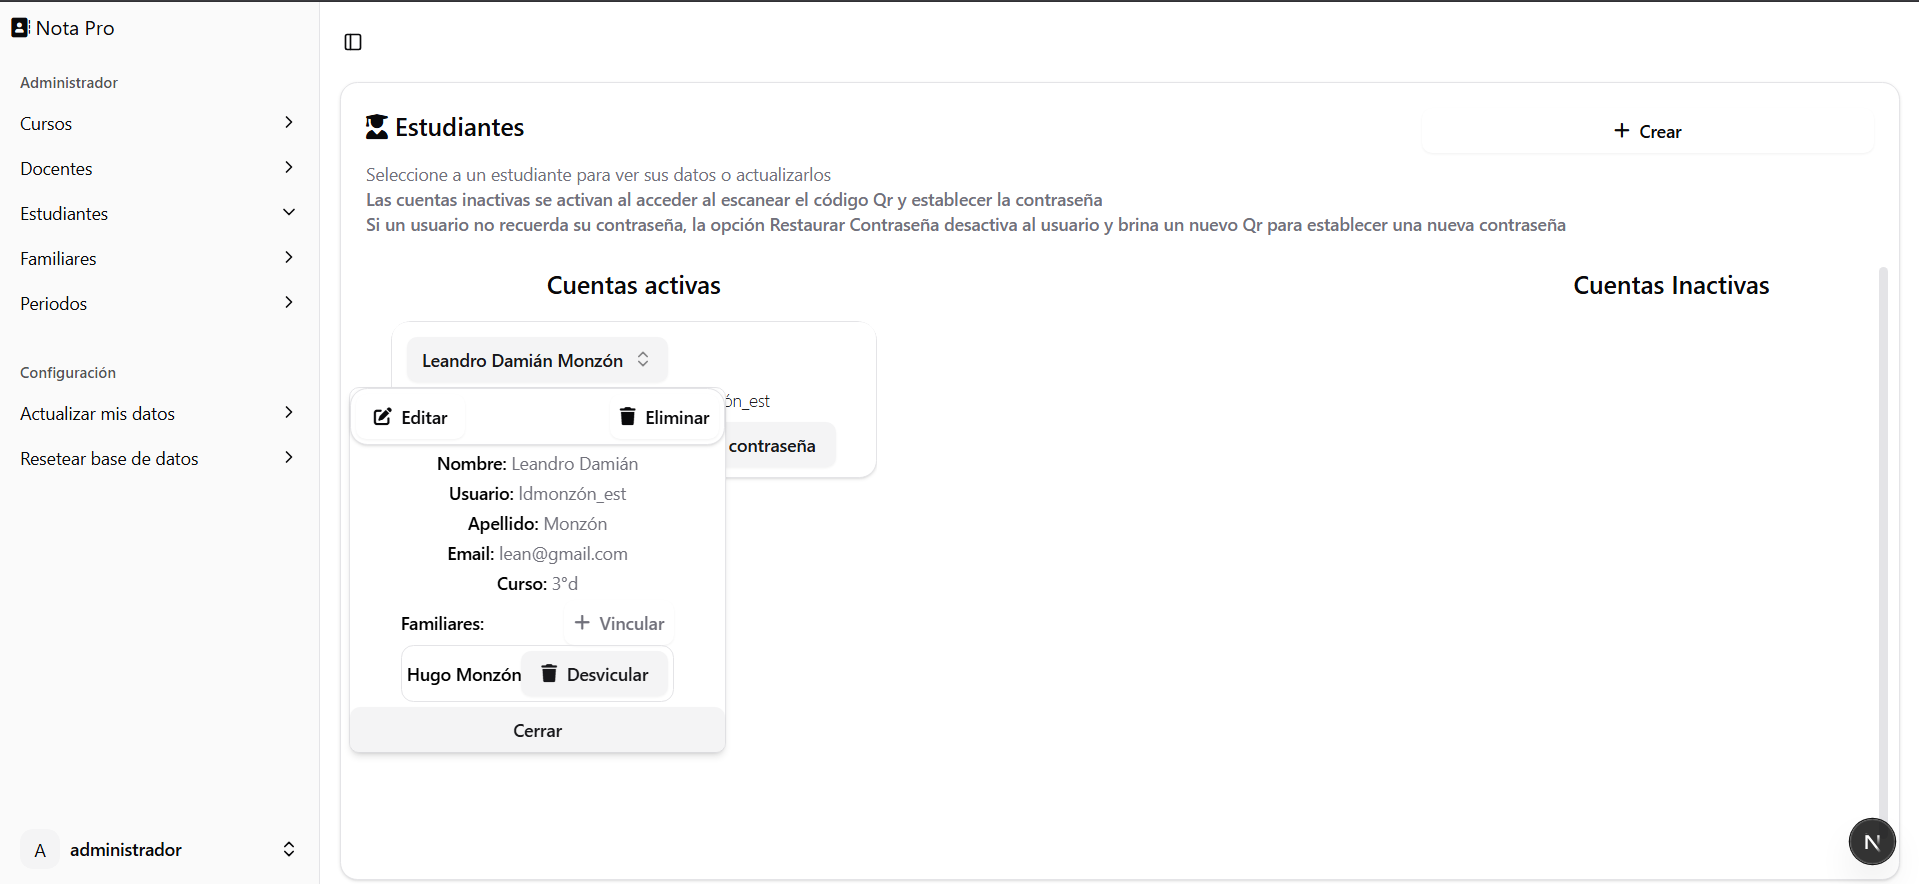 Nota Pro
Administrador
Cursos
Docentes
Estudiantes
Familiares
Periodos
Configuración
Actualizar mis datos
Resetear base de datos
A administrador
Estudiantes
+ Crear
Seleccione a un estudiante para ver sus datos o actualizarlos
Las cuentas inactivas se activan al acceder al escanear el código Qr y establecer la contraseña
Si un usuario no recuerda su contraseña, la opción Restaurar Contraseña desactiva al usuario y brina un nuevo Qr para establecer una nueva contraseña
Cuentas activas
Cuentas Inactivas
Leandro Damián Monzón
ón_est
contraseña
Editar
Eliminar
Nombre: Leandro Damián
Usuario: ldmonzón_est
Apellido: Monzón
Email: lean@gmail.com
Curso: 3°d
Familiares: + Vincular
Hugo Monzón Desvicular
Cerrar
N